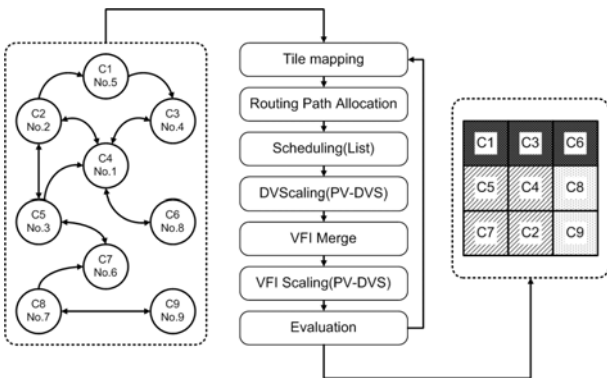 C1
No.5
C2
No.2
C3
No.4
C4
No.1
C5
No.3
C6
No.8
C7
No.6
C8
No.7
C9
No.9
Tile mapping
Routing Path Allocation
Scheduling(List)
DVScaling(PV-DVS)
VFI Merge
VFI Scaling(PV-DVS)
Evaluation
C1 C3 C6
C5 C4 C8
C7 C2 C9